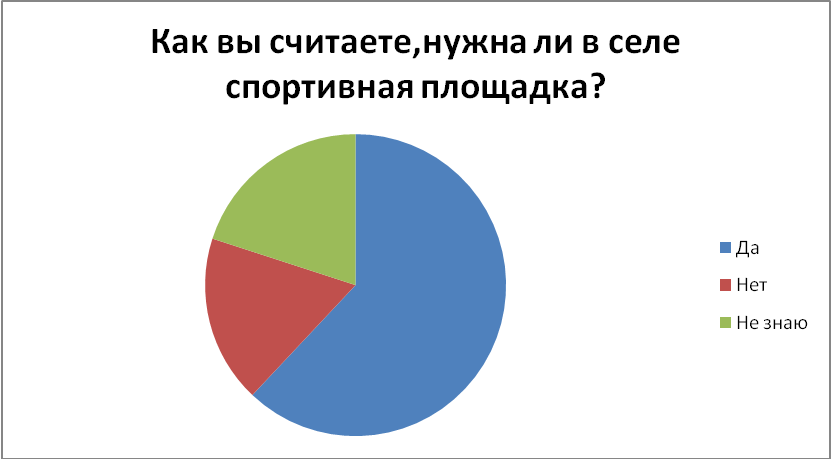 Как вы считаете,нужна ли в селе
спортивная площадка?
Да
Нет
Не знаю